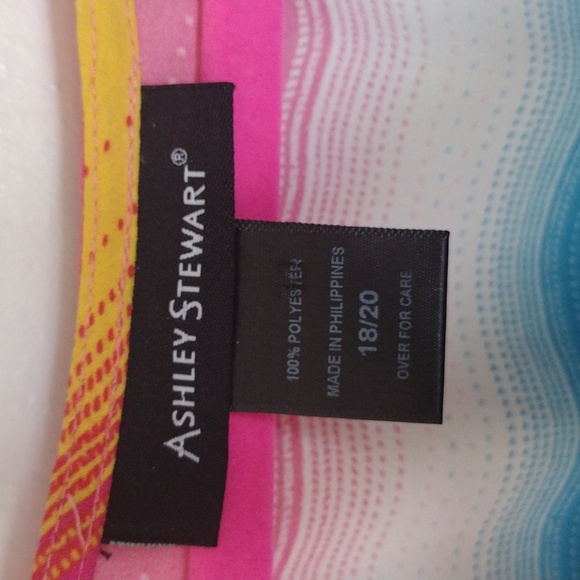 ASHLEY STEWART®
100% POLYESTER
MADE IN PHILIPPINES
18/20
OVER FOR CARE